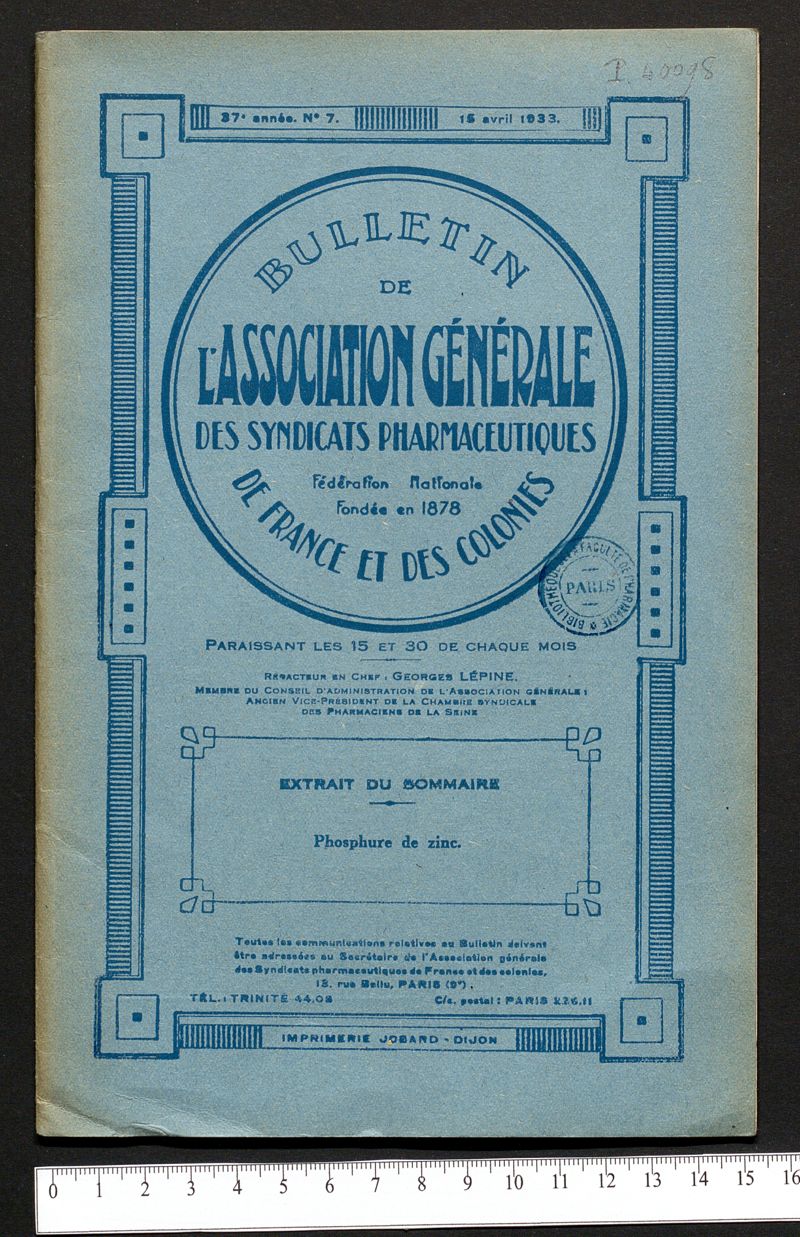 P. 40098
37e année. No 7.
15 avril 1933.
BULLETIN
DE
L'ASSOCIATION GÉNÉRALE
DES SYNDICATS PHARMACEUTIQUES
Fédération Nationale
Fondée en 1878
DE FRANCE ET DES COLONIES
BIBLIOTHÈQUE DE LA FACULTÉ DE PHARMACIE
PARIS
PARAISSANT LES 15 ET 30 DE CHAQUE MOIS
RÉDACTEUR EN CHEF : GEORGES LÉPINE.
MEMBRE DU CONSEIL D'ADMINISTRATION DE L'ASSOCIATION GÉNÉRALE ;
ANCIEN VICE-PRÉSIDENT DE LA CHAMBRE SYNDICALE
DES PHARMACIENS DE LA SEINE
EXTRAIT DU SOMMAIRE
Phosphure de zinc.
Toutes les communications relatives au Bulletin doivent
être adressées au Secrétaire de l'Association générale
des Syndicats pharmaceutiques de France et des colonies,
13, rue Ballu, PARIS (9e).
TÉL. : TRINITÉ 44.08
C/c. postal : PARIS 226.11
IMPRIMERIE JOBARD - DIJON
0 1 2 3 4 5 6 7 8 9 10 11 12 13 14 15 16